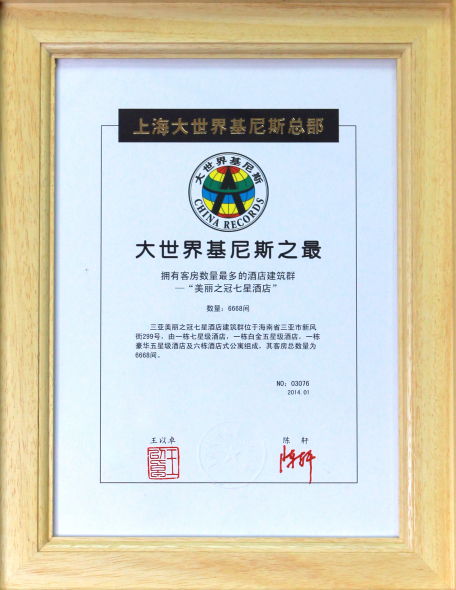 上海大世界基尼斯总部
大世界基尼斯
CHINA RECORDS
大世界基尼斯之最
拥有客房数量最多的酒店建筑群
—“美丽之冠七星酒店”
数量：6668间
三亚美丽之冠七星酒店建筑群位于海南省三亚市新风
街299号，由一栋七星级酒店，一栋白金五星级酒店，一栋
豪华五星级酒店及六栋酒店式公寓组成，其客房总数量为
6668间。
NO：03076
2014.01
王以卓
陈 轩